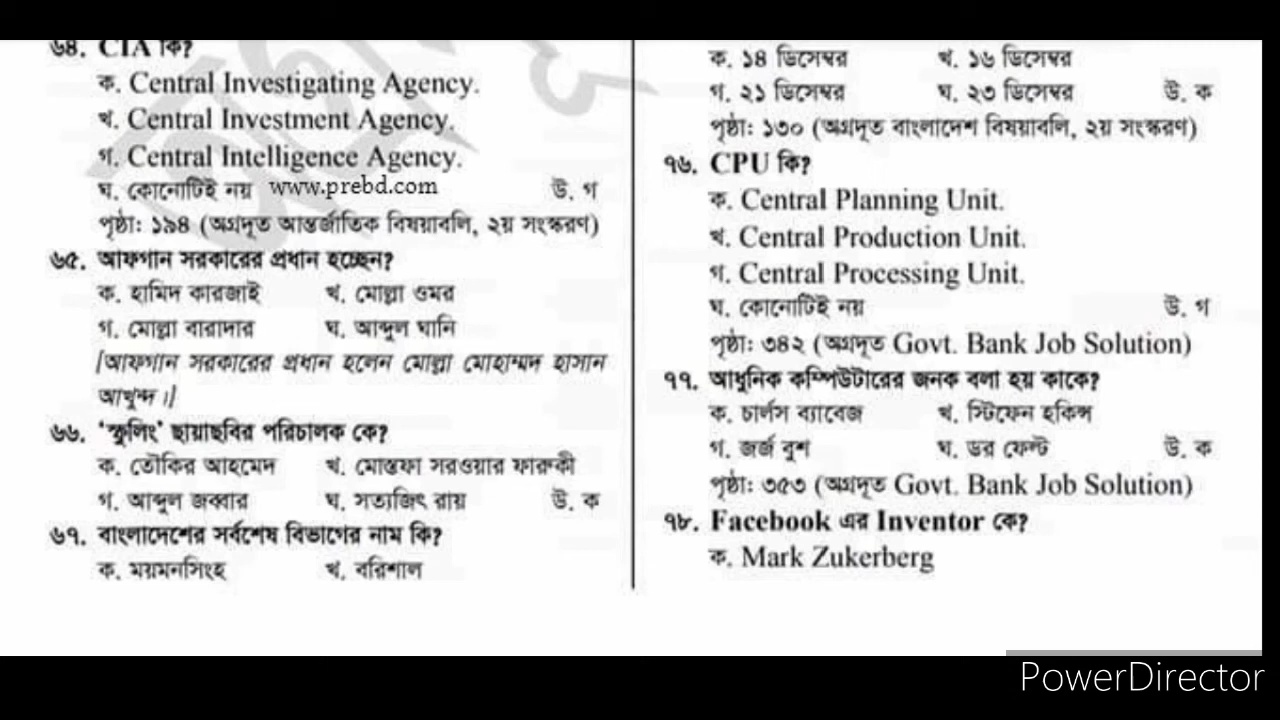 ৬৪. CIA কি?
ক. Central Investigating Agency.
খ. Central Investment Agency.
গ. Central Intelligence Agency.
ঘ. কোনোটিই নয় www.prebd.com উ. গ
পৃষ্ঠা: ১৯৪ (অগ্রদূত আন্তর্জাতিক বিষয়াবলি, ২য় সংস্করণ)
৬৫. আফগান সরকারের প্রধান হচ্ছেন?
ক. হামিদ কারজাই খ. মোল্লা ওমর
গ. মোল্লা বারাদার ঘ. আব্দুল ঘানি
[আফগান সরকারের প্রধান হলেন মোল্লা মোহাম্মদ হাসান
আখুন্দ।]
৬৬. ‘স্ফুলিং’ ছায়াছবির পরিচালক কে?
ক. তৌকির আহমেদ খ. মোস্তফা সরওয়ার ফারুকী
গ. আব্দুল জব্বার ঘ. সত্যজিৎ রায় উ. ক
৬৭. বাংলাদেশের সর্বশেষ বিভাগের নাম কি?
ক. ময়মনসিংহ খ. বরিশাল
ক. ১৪ ডিসেম্বর খ. ১৬ ডিসেম্বর
গ. ২১ ডিসেম্বর ঘ. ২৩ ডিসেম্বর উ. ক
পৃষ্ঠা: ১৩০ (অগ্রদূত বাংলাদেশ বিষয়াবলি, ২য় সংস্করণ)
৭৬. CPU কি?
ক. Central Planning Unit.
খ. Central Production Unit.
গ. Central Processing Unit.
ঘ. কোনোটিই নয় উ. গ
পৃষ্ঠা: ৩৪২ (অগ্রদূত Govt. Bank Job Solution)
৭৭. আধুনিক কম্পিউটারের জনক বলা হয় কাকে?
ক. চার্লস ব্যাবেজ খ. স্টিফেন হকিন্স
গ. জর্জ বুশ ঘ. ডর ফেল্ট উ. ক
পৃষ্ঠা: ৩৫৩ (অগ্রদূত Govt. Bank Job Solution)
৭৮. Facebook এর Inventor কে?
ক. Mark Zukerberg
PowerDirector